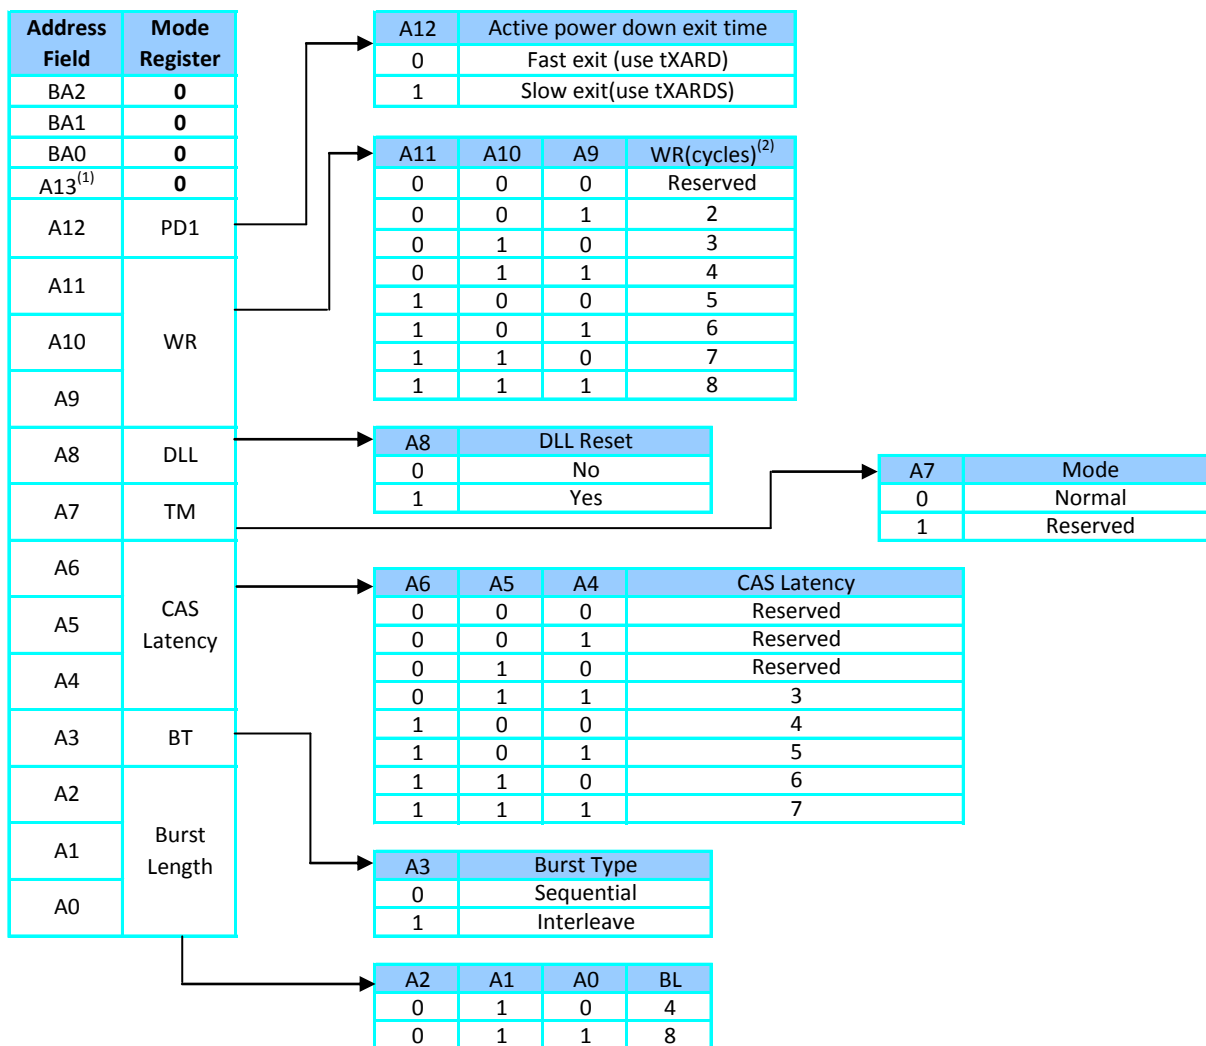 Address Field Mode Register
BA2 0
BA1 0
BA0 0
A13(1) 0
A12 PD1
A11
A10 WR
A9
A8 DLL
A7 TM
A6
A5 CAS Latency
A4
A3 BT
A2
A1 Burst Length
A0
A12 Active power down exit time
0 Fast exit (use tXARD)
1 Slow exit(use tXARDS)
A11 A10 A9 WR(cycles)(2)
0 0 0 Reserved
0 0 1 2
0 1 0 3
0 1 1 4
1 0 0 5
1 0 1 6
1 1 0 7
1 1 1 8
A8 DLL Reset
0 No
1 Yes
A7 Mode
0 Normal
1 Reserved
A6 A5 A4 CAS Latency
0 0 0 Reserved
0 0 1 Reserved
0 1 0 Reserved
0 1 1 3
1 0 0 4
1 0 1 5
1 1 0 6
1 1 1 7
A3 Burst Type
0 Sequential
1 Interleave
A2 A1 A0 BL
0 1 0 4
0 1 1 8